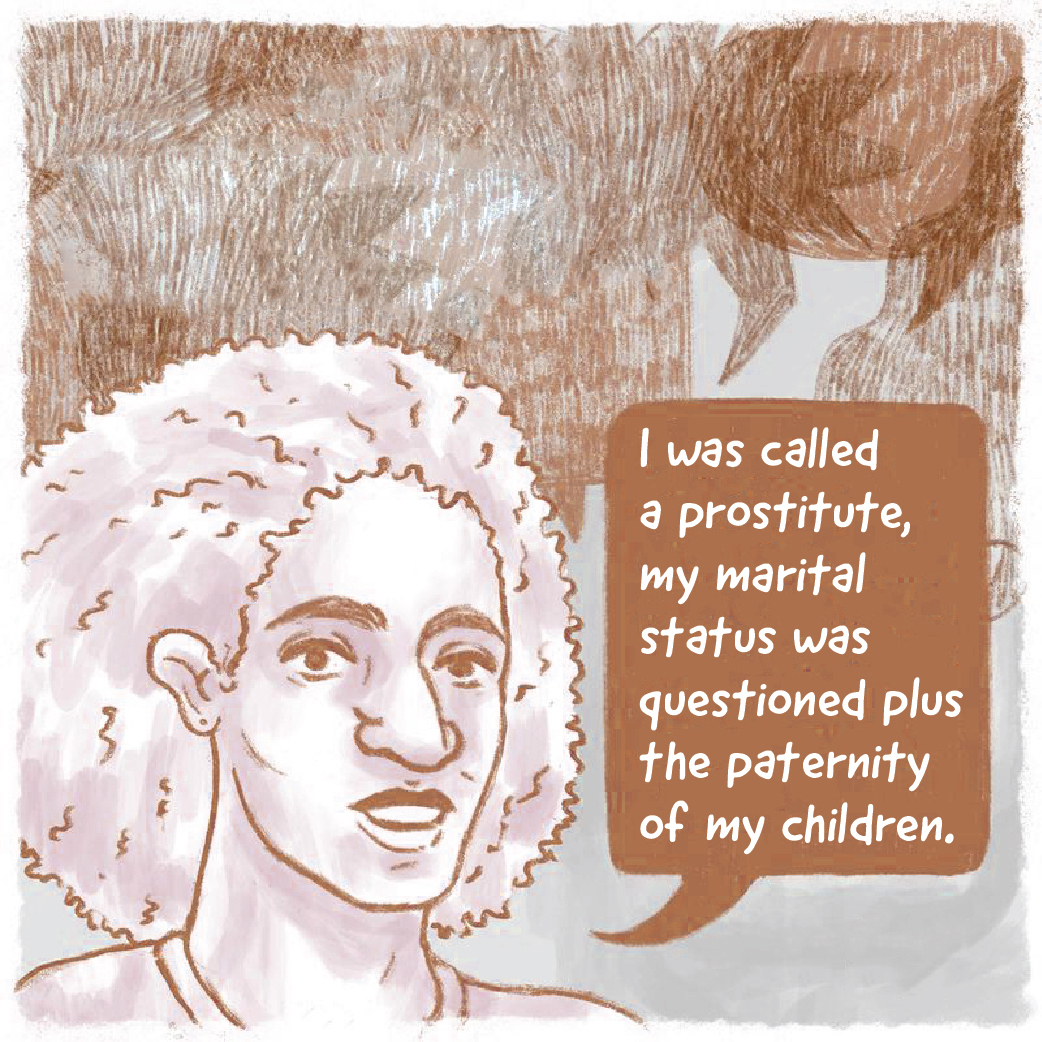 I was called
a prostitute,
my marital
status was
questioned plus
the paternity
of my children.